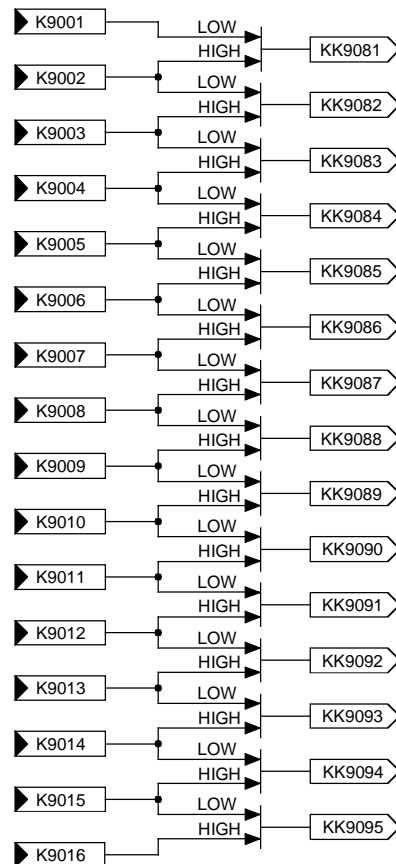 K9001
LOW
HIGH
KK9081
K9002
LOW
HIGH
KK9082
K9003
LOW
HIGH
KK9083
K9004
LOW
HIGH
KK9084
K9005
LOW
HIGH
KK9085
K9006
LOW
HIGH
KK9086
K9007
LOW
HIGH
KK9087
K9008
LOW
HIGH
KK9088
K9009
LOW
HIGH
KK9089
K9010
LOW
HIGH
KK9090
K9011
LOW
HIGH
KK9091
K9012
LOW
HIGH
KK9092
K9013
LOW
HIGH
KK9093
K9014
LOW
HIGH
KK9094
K9015
LOW
HIGH
KK9095
K9016